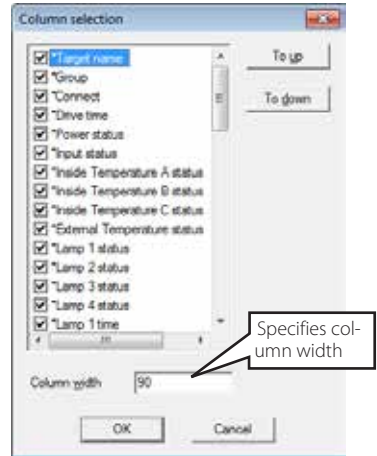 Column selection
*Target name
To up
*Group
*Connect
To down
*Drive time
*Power status
*Input status
*Inside Temperature A status
*Inside Temperature B status
*Inside Temperature C status
*External Temperature status
*Lamp 1 status
*Lamp 2 status
*Lamp 3 status
*Lamp 4 status
*Lamp 1 time
Specifies col-
umn width
Column width
90
OK
Cancel